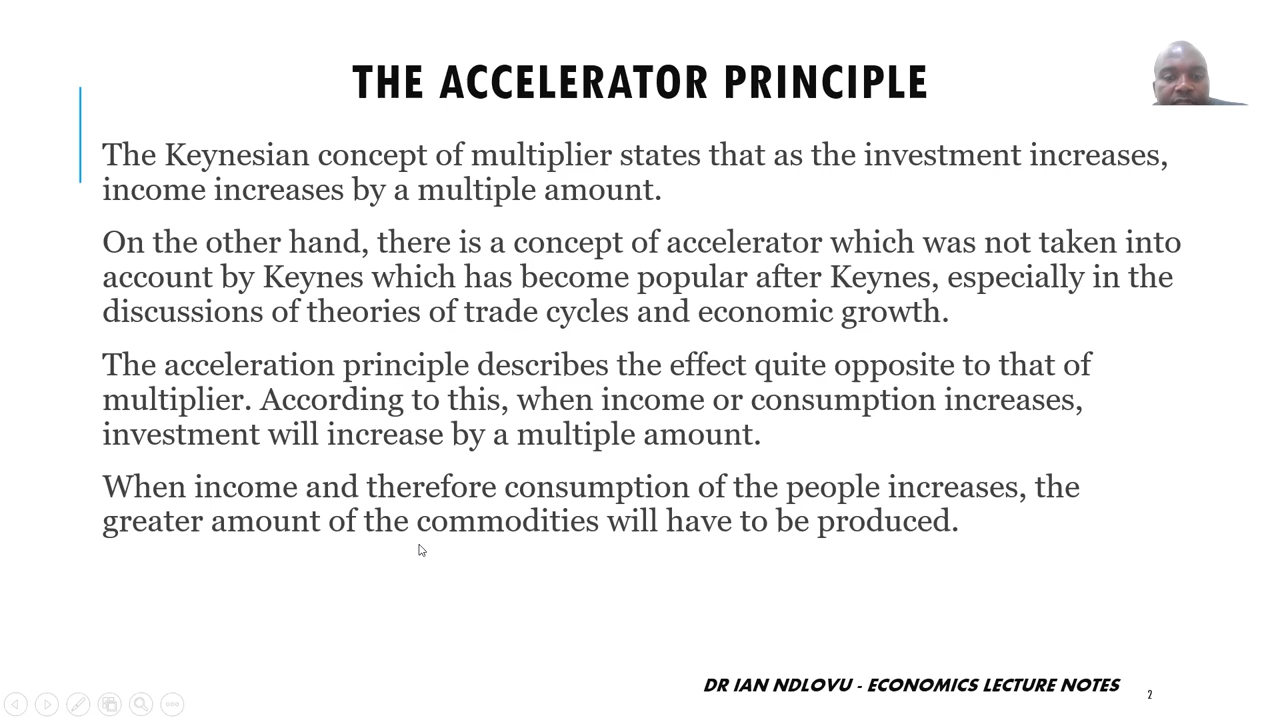 THE ACCELERATOR PRINCIPLE
The Keynesian concept of multiplier states that as the investment increases,
income increases by a multiple amount.
On the other hand, there is a concept of accelerator which was not taken into
account by Keynes which has become popular after Keynes, especially in the
discussions of theories of trade cycles and economic growth.
The acceleration principle describes the effect quite opposite to that of
multiplier. According to this, when income or consumption increases,
investment will increase by a multiple amount.
When income and therefore consumption of the people increases, the
greater amount of the commodities will have to be produced.
DR IAN NDLOVU - ECONOMICS LECTURE NOTES
2